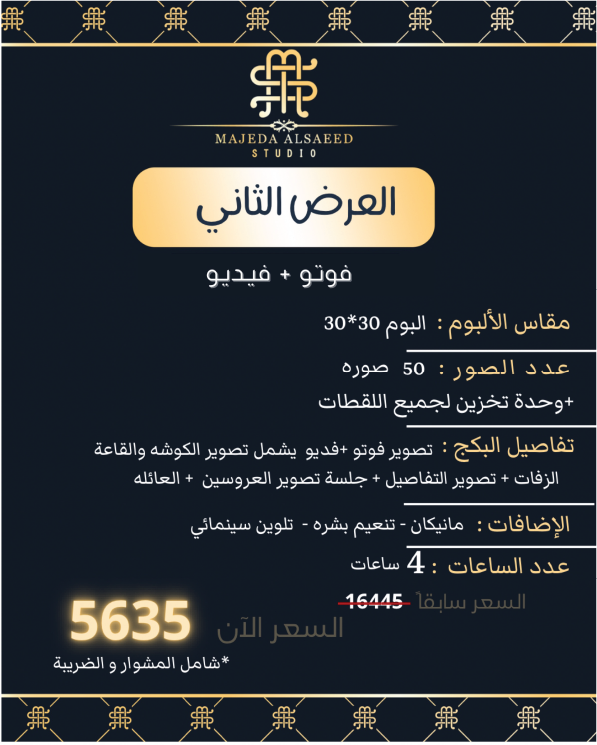 MAJEDA ALSAEED
STUDIO
العرض الثاني
فوتو + فيديو
مقاس الألبوم : البوم 30*30
عدد الصور : 50 صوره
+وحدة تخزين لجميع اللقطات
تفاصيل البكج : تصوير فوتو +فديو يشمل تصوير الكوشه والقاعة
الزفات + تصوير التفاصيل + جلسة تصوير العروسين + العائله
الإضافات : مانيكان - تنعيم بشره - تلوين سينمائي
عدد الساعات : 4 ساعات
السعر سابقاً 16445
السعر الآن 5635
*شامل المشوار و الضريبة